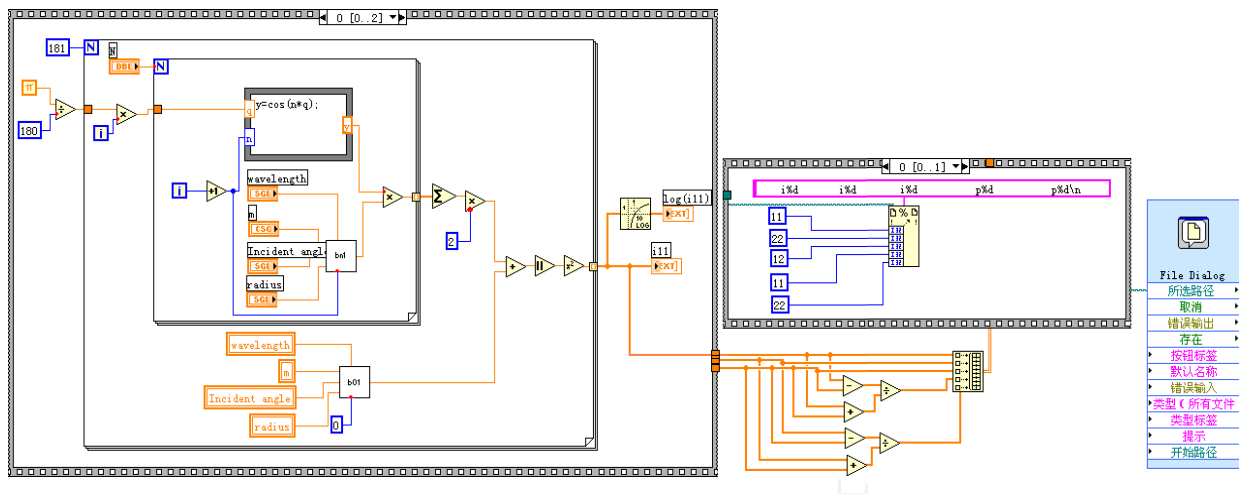 0 [0..2]
181
N
N
DBL
N
π
÷
180
×
i
y=cos(n*q);
q
y
n
i
+1
wavelength
SGL
m
CSG
Incident angle
SGL
radius
SGL
bn1
×
Σ
×
2
+
||
x²
LOG
log(i11)
EXT
i11
EXT
wavelength
m
Incident angle
radius
b01
0
0 [0..1]
i%d i%d i%d p%d p%d\n
11
22
12
11
22
-
÷
+
-
÷
+
File Dialog
所选路径
取消
错误输出
存在
按钮标签
默认名称
错误输入
类型(所有文件
类型标签
提示
开始路径